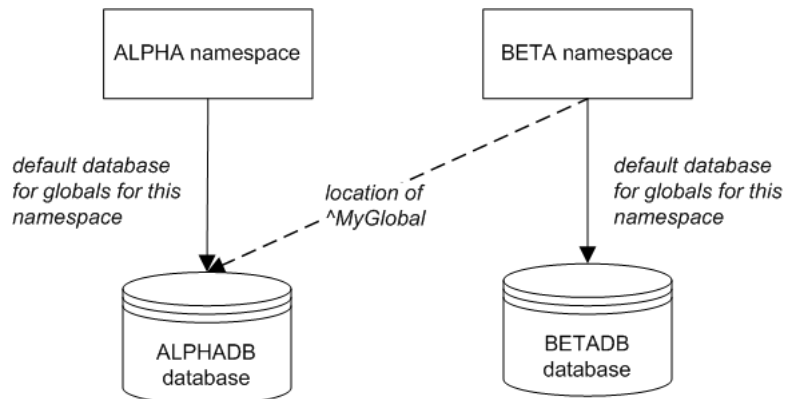 ALPHA namespace
BETA namespace
default database
for globals for this
namespace
location of
^MyGlobal
default database
for globals for this
namespace
ALPHADB
database
BETADB
database